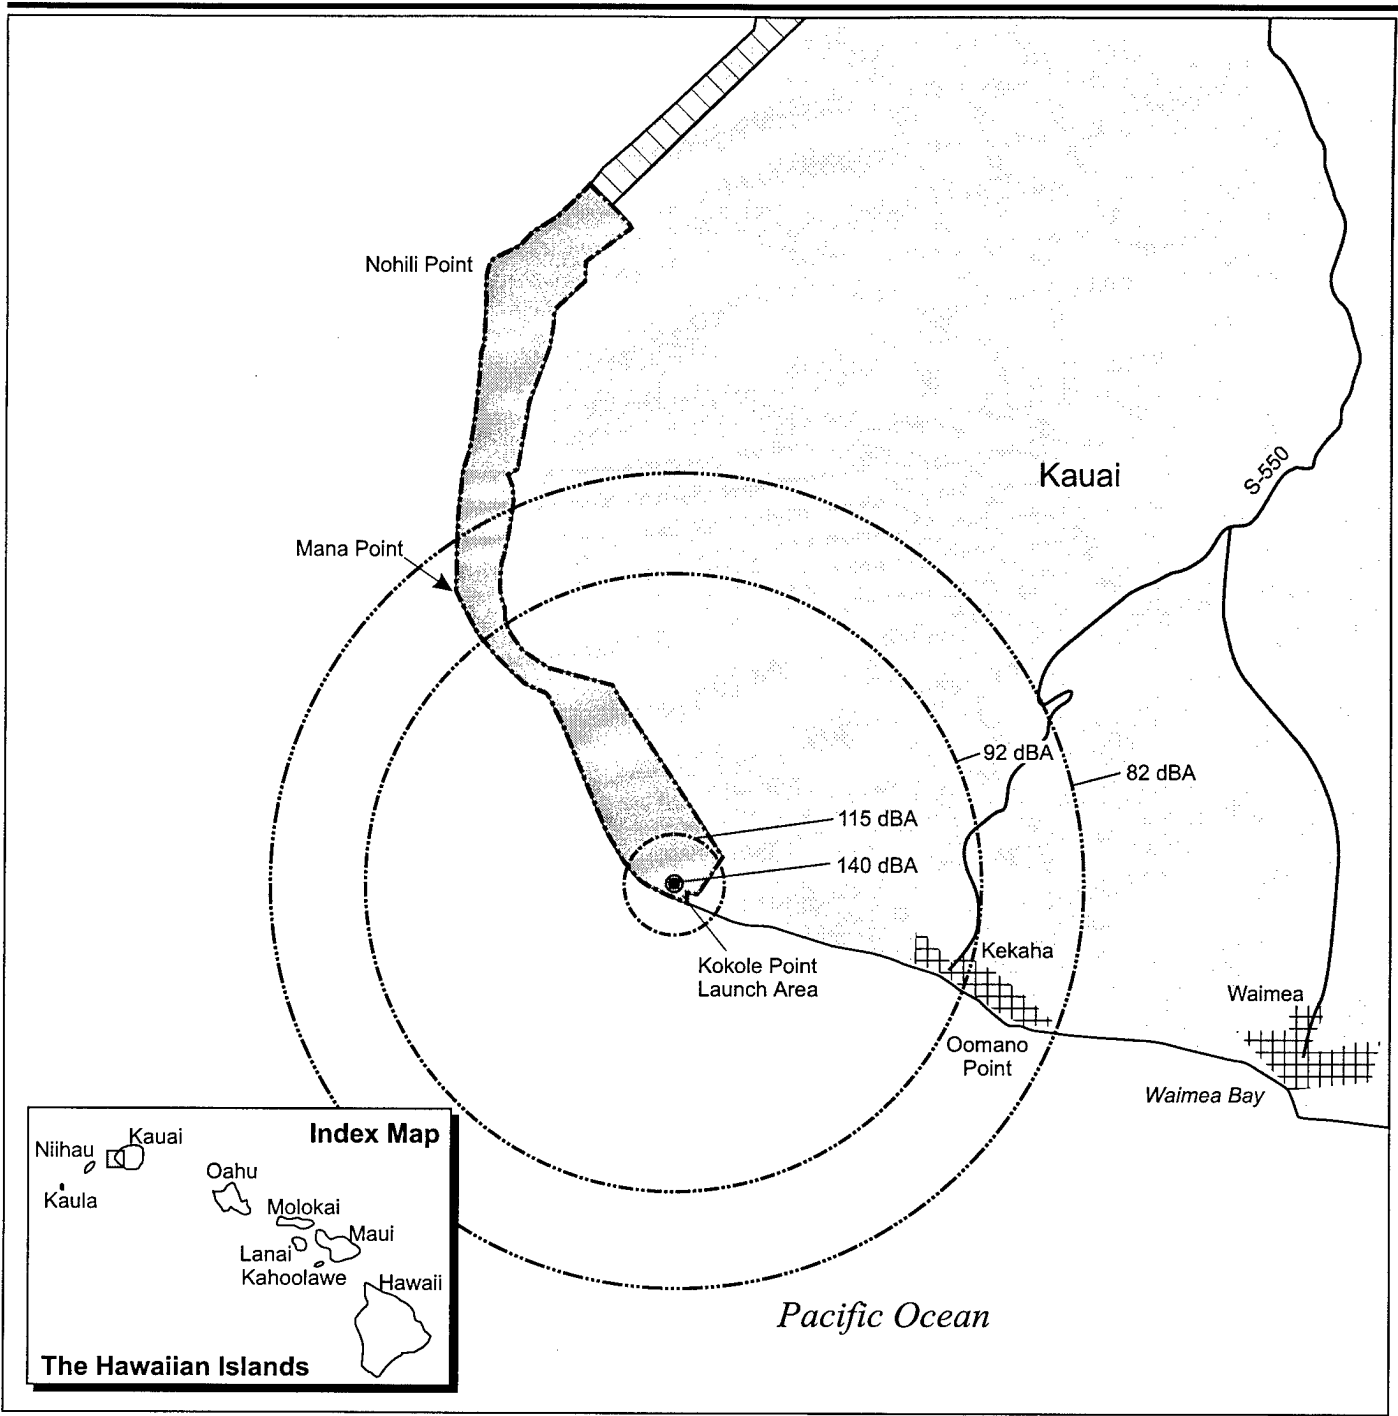 Nohili Point
Kauai
S-550
Mana Point
92 dBA
82 dBA
115 dBA
140 dBA
Kekaha
Kokole Point
Launch Area
Waimea
Oomano
Point
Waimea Bay
Index Map
Kauai
Niihau
Kaula
Oahu
Molokai
Maui
Lanai
Kahoolawe
Hawaii
The Hawaiian Islands
Pacific Ocean